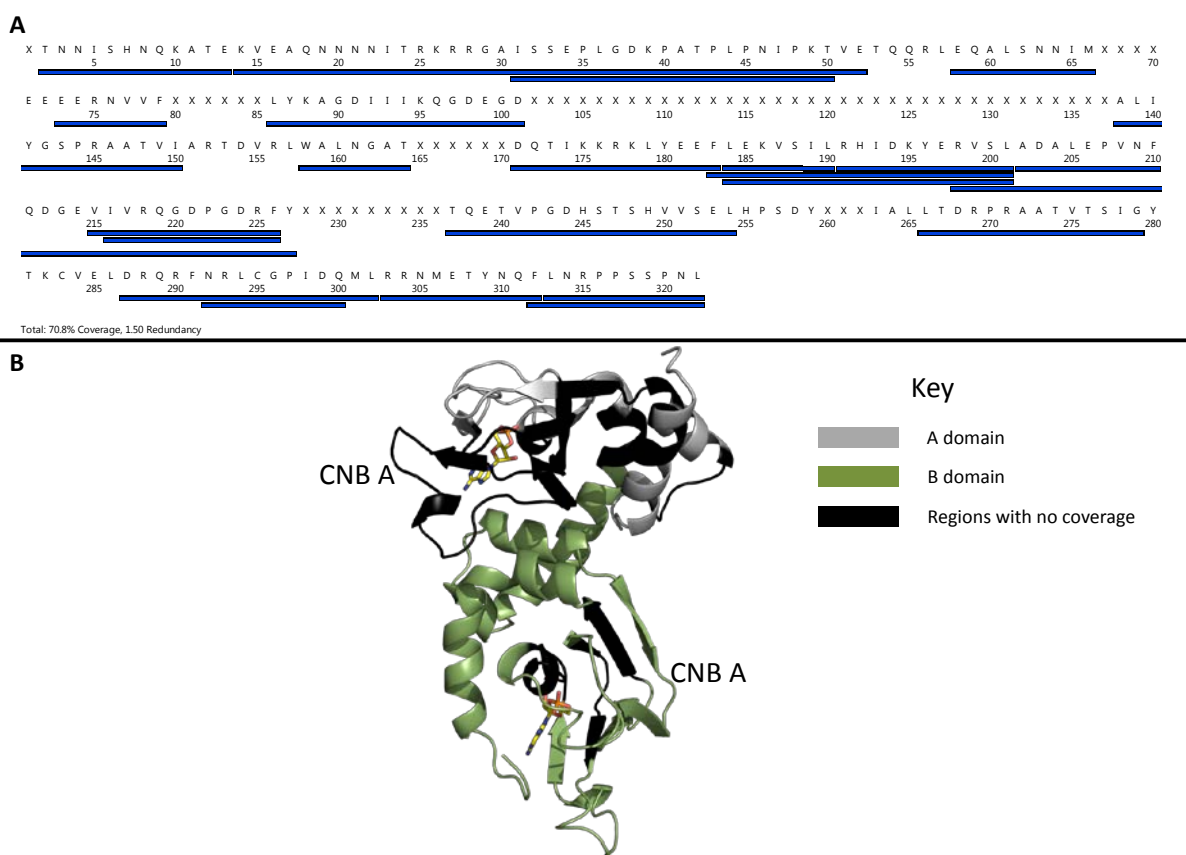 A
X T N N I S H N Q K A T E K V E A Q N N N N I T R K R R G A I S S E P L G D K P A T P L P N I P K T V E T Q Q R L E Q A L S N N I M X X X X
5 10 15 20 25 30 35 40 45 50 55 60 65 70
E E E E R N V V F X X X X X X L Y K A G D I I I K Q G D E G D X X X X X X X X X X X X X X X X X X X X X X X X X X X X X X X X X X X X A L I
75 80 85 90 95 100 105 110 115 120 125 130 135 140
Y G S P R A A T V I A R T D V R L W A L N G A T X X X X X X D Q T I K K R K L Y E E F L E K V S I L R H I D K Y E R V S L A D A L E P V N F
145 150 155 160 165 170 175 180 185 190 195 200 205 210
Q D G E V I V R Q G D P G D R F Y X X X X X X X X X T Q E T V P G D H S T S H V V S E L H P S D Y X X X I A L L T D R P R A A T V T S I G Y
215 220 225 230 235 240 245 250 255 260 265 270 275 280
T K C V E L D R Q R F N R L C G P I D Q M L R R N M E T Y N Q F L N R P P S S P N L
285 290 295 300 305 310 315 320
Total: 70.8% Coverage, 1.50 Redundancy
B
Key
A domain
CNB A
B domain
Regions with no coverage
CNB A